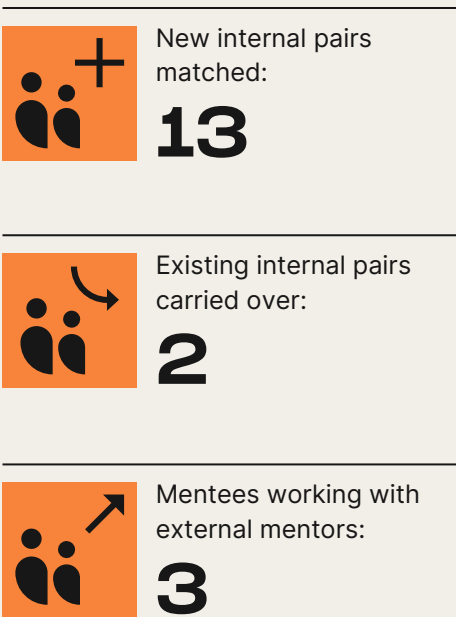 New internal pairs
matched:
13
Existing internal pairs
carried over:
2
Mentees working with
external mentors:
3